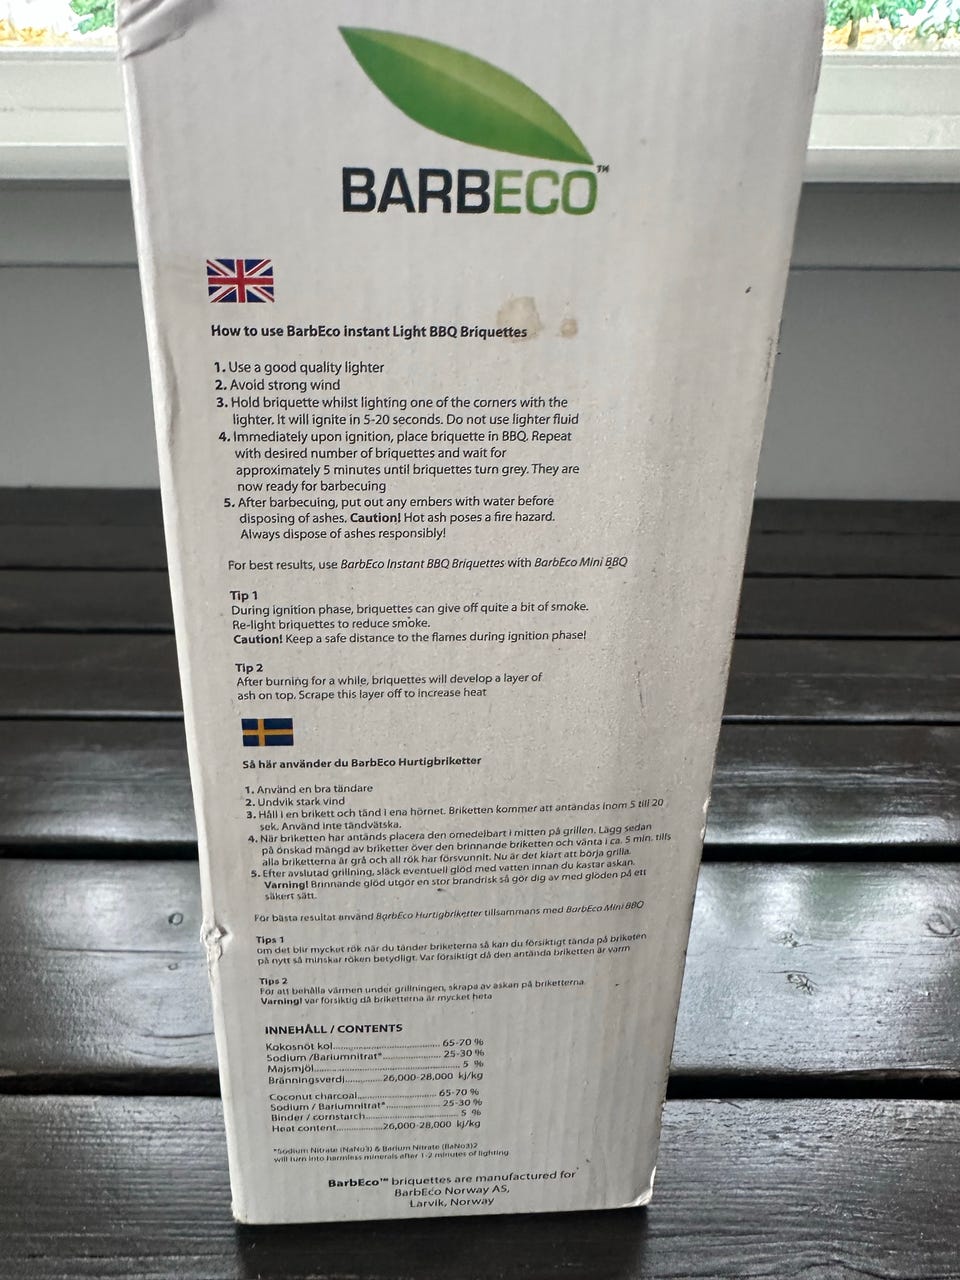 BARBECO™
How to use BarbEco instant Light BBQ Briquettes
1. Use a good quality lighter
2. Avoid strong wind
3. Hold briquette whilst lighting one of the corners with the
lighter. It will ignite in 5-20 seconds. Do not use lighter fluid
4. Immediately upon ignition, place briquette in BBQ. Repeat
with desired number of briquettes and wait for
approximately 5 minutes until briquettes turn grey. They are
now ready for barbecuing
5. After barbecuing, put out any embers with water before
disposing of ashes. Caution! Hot ash poses a fire hazard.
Always dispose of ashes responsibly!
For best results, use BarbEco Instant BBQ Briquettes with BarbEco Mini BBQ
Tip 1
During ignition phase, briquettes can give off quite a bit of smoke.
Re-light briquettes to reduce smoke.
Caution! Keep a safe distance to the flames during ignition phase!
Tip 2
After burning for a while, briquettes will develop a layer of
ash on top. Scrape this layer off to increase heat
Så här använder du BarbEco Hurtigbriketter
1. Använd en bra tändare
2. Undvik stark vind
3. Håll i en brikett och tänd i ena hörnet. Briketten kommer att antändas inom 5 till 20
sek. Använd inte tändvätska.
4. När briketten har antänds placera den omedelbart i mitten på grillen. Lägg sedan
på önskad mängd av briketter över den brinnande briketten och vänta i ca. 5 min. tills
alla briketterna är grå och all rök har försvunnit. Nu är det klart att börja grilla.
5. Efter avslutad grillning, släck eventuell glöd med vatten innan du kastar askan.
Varning! Brinnande glöd utgör en stor brandrisk så gör dig av med glöden på ett
säkert sätt.
För bästa resultat använd BarbEco Hurtigbriketter tillsammans med BarbEco Mini BBQ
Tips 1
om det blir mycket rök när du tänder briketerna så kan du försiktigt tända på briketen
på nytt så minskar röken betydligt. Var försiktigt då den antända briketten är varm
Tips 2
För att behålla värmen under grillningen, skrapa av askan på briketterna.
Varning! var försiktig då briketterna är mycket heta
INNEHÅLL / CONTENTS
Kokosnöt kol............................ 65-70 %
Sodium /Bariumnitrat*................ 25-30 %
Majsmjöl................................ 5 %
Bränningsverdi............26,000-28,000 kj/kg
Coconut charcoal...................... 65-70 %
Sodium / Bariumnitrat*............... 25-30 %
Binder / cornstarch................... 5 %
Heat content..............26,000-28,000 kj/kg
*Sodium Nitrate (NaNo3) & Barium Nitrate (BaNo3)2
will turn into harmless minerals after 1-2 minutes of lighting
BarbEco™ briquettes are manufactured for
BarbEco Norway AS,
Larvik, Norway